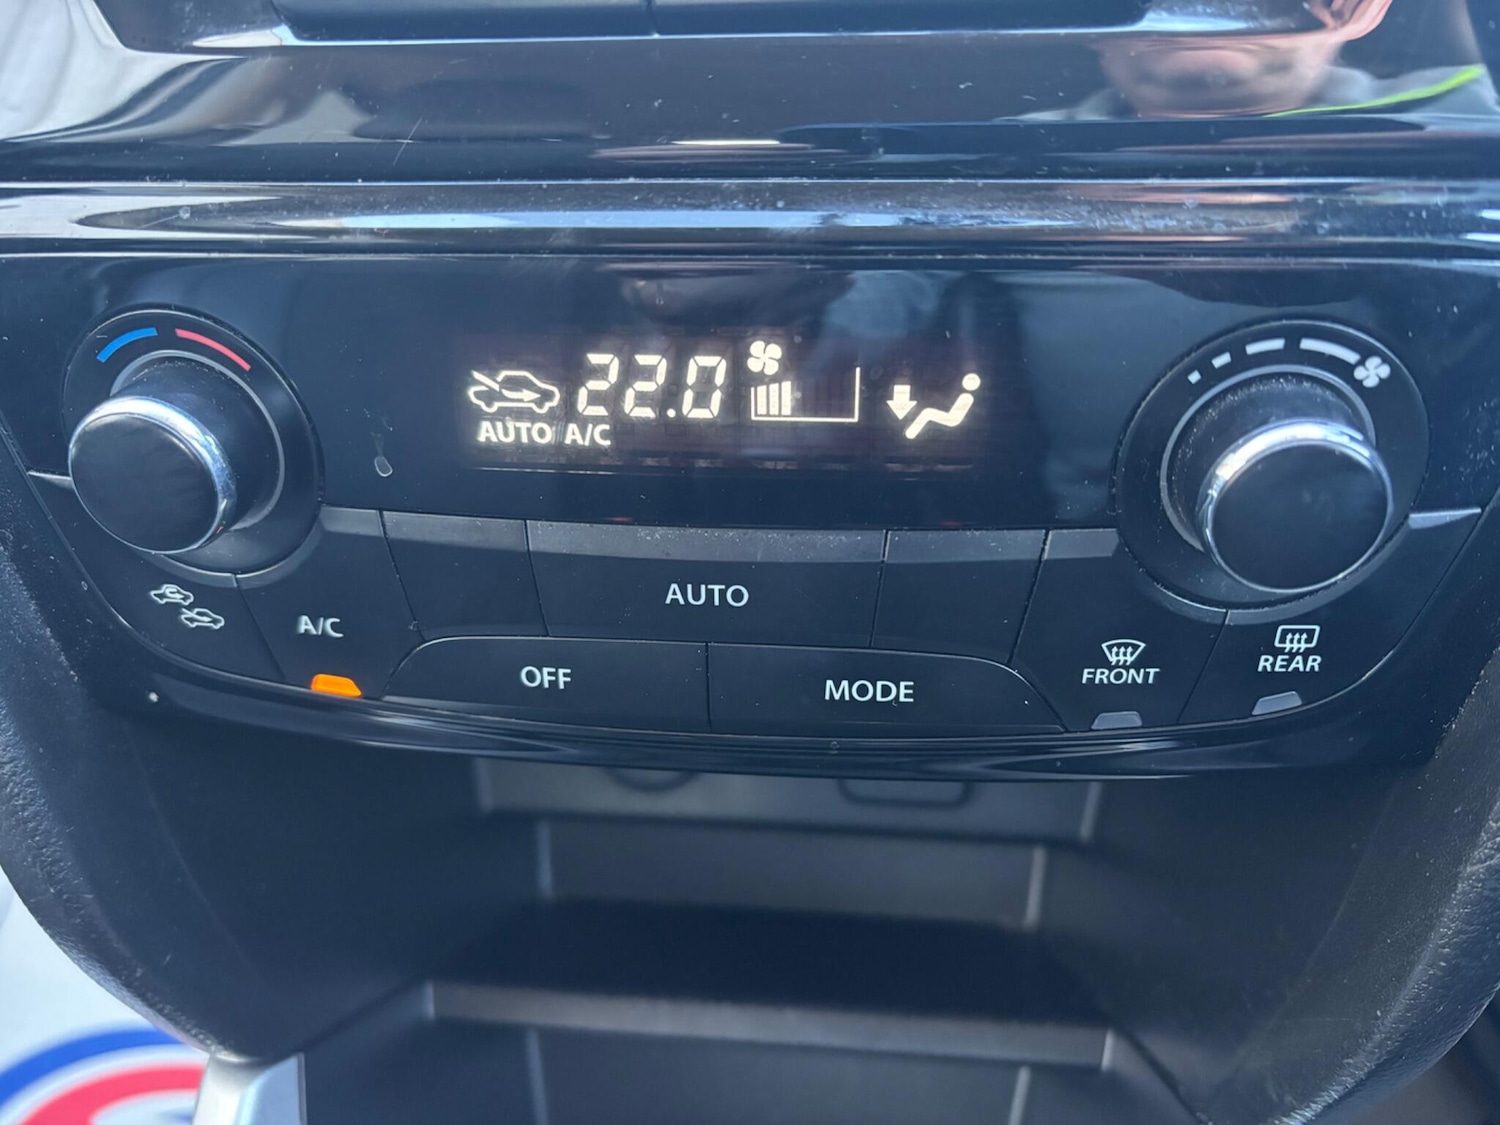 22.0
AUTO A/C
AUTO
A/C
OFF
MODE
FRONT
REAR